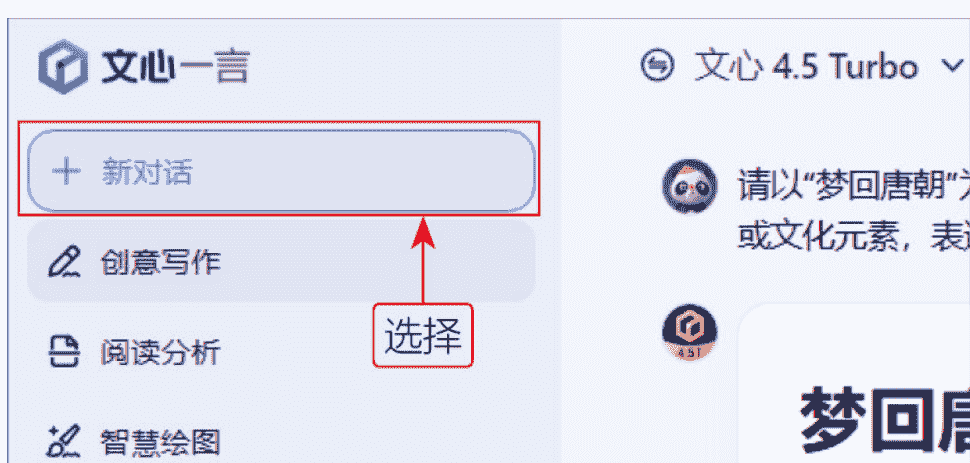 文心一言
新对话
创意写作
选择
阅读分析
智慧绘图
文心 4.5 Turbo
请以“梦回唐朝”
或文化元素，表
4.5T
梦回唐